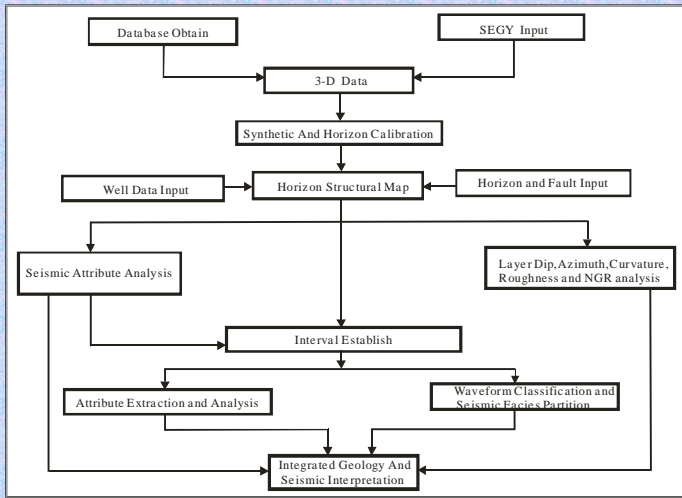 Database Obtain
SEGY Input
3-D Data
Synthetic And Horizon Calibration
Well Data Input
Horizon Structural Map
Horizon and Fault Input
Seismic Attribute Analysis
Layer Dip,Azimuth,Curvature,
Roughness and NGR analysis
Interval Establish
Attribute Extraction and Analysis
Waveform Classification and
Seismic Facies Partition
Integrated Geology And
Seismic Interpretation